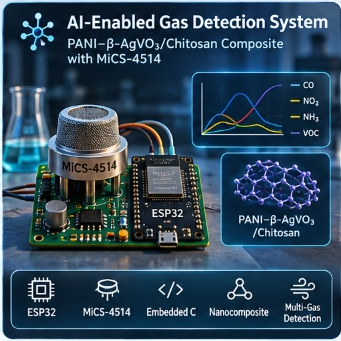 AI-Enabled Gas Detection System
PANI–β–AgVO₃/Chitosan Composite
with MiCS-4514
CO
NO₂
NH₃
VOC
MiCS-4514
ESP32
PANI–β–AgVO₃
/Chitosan
ESP32
MiCS-4514
Embedded C
Nanocomposite
Multi-Gas
Detection